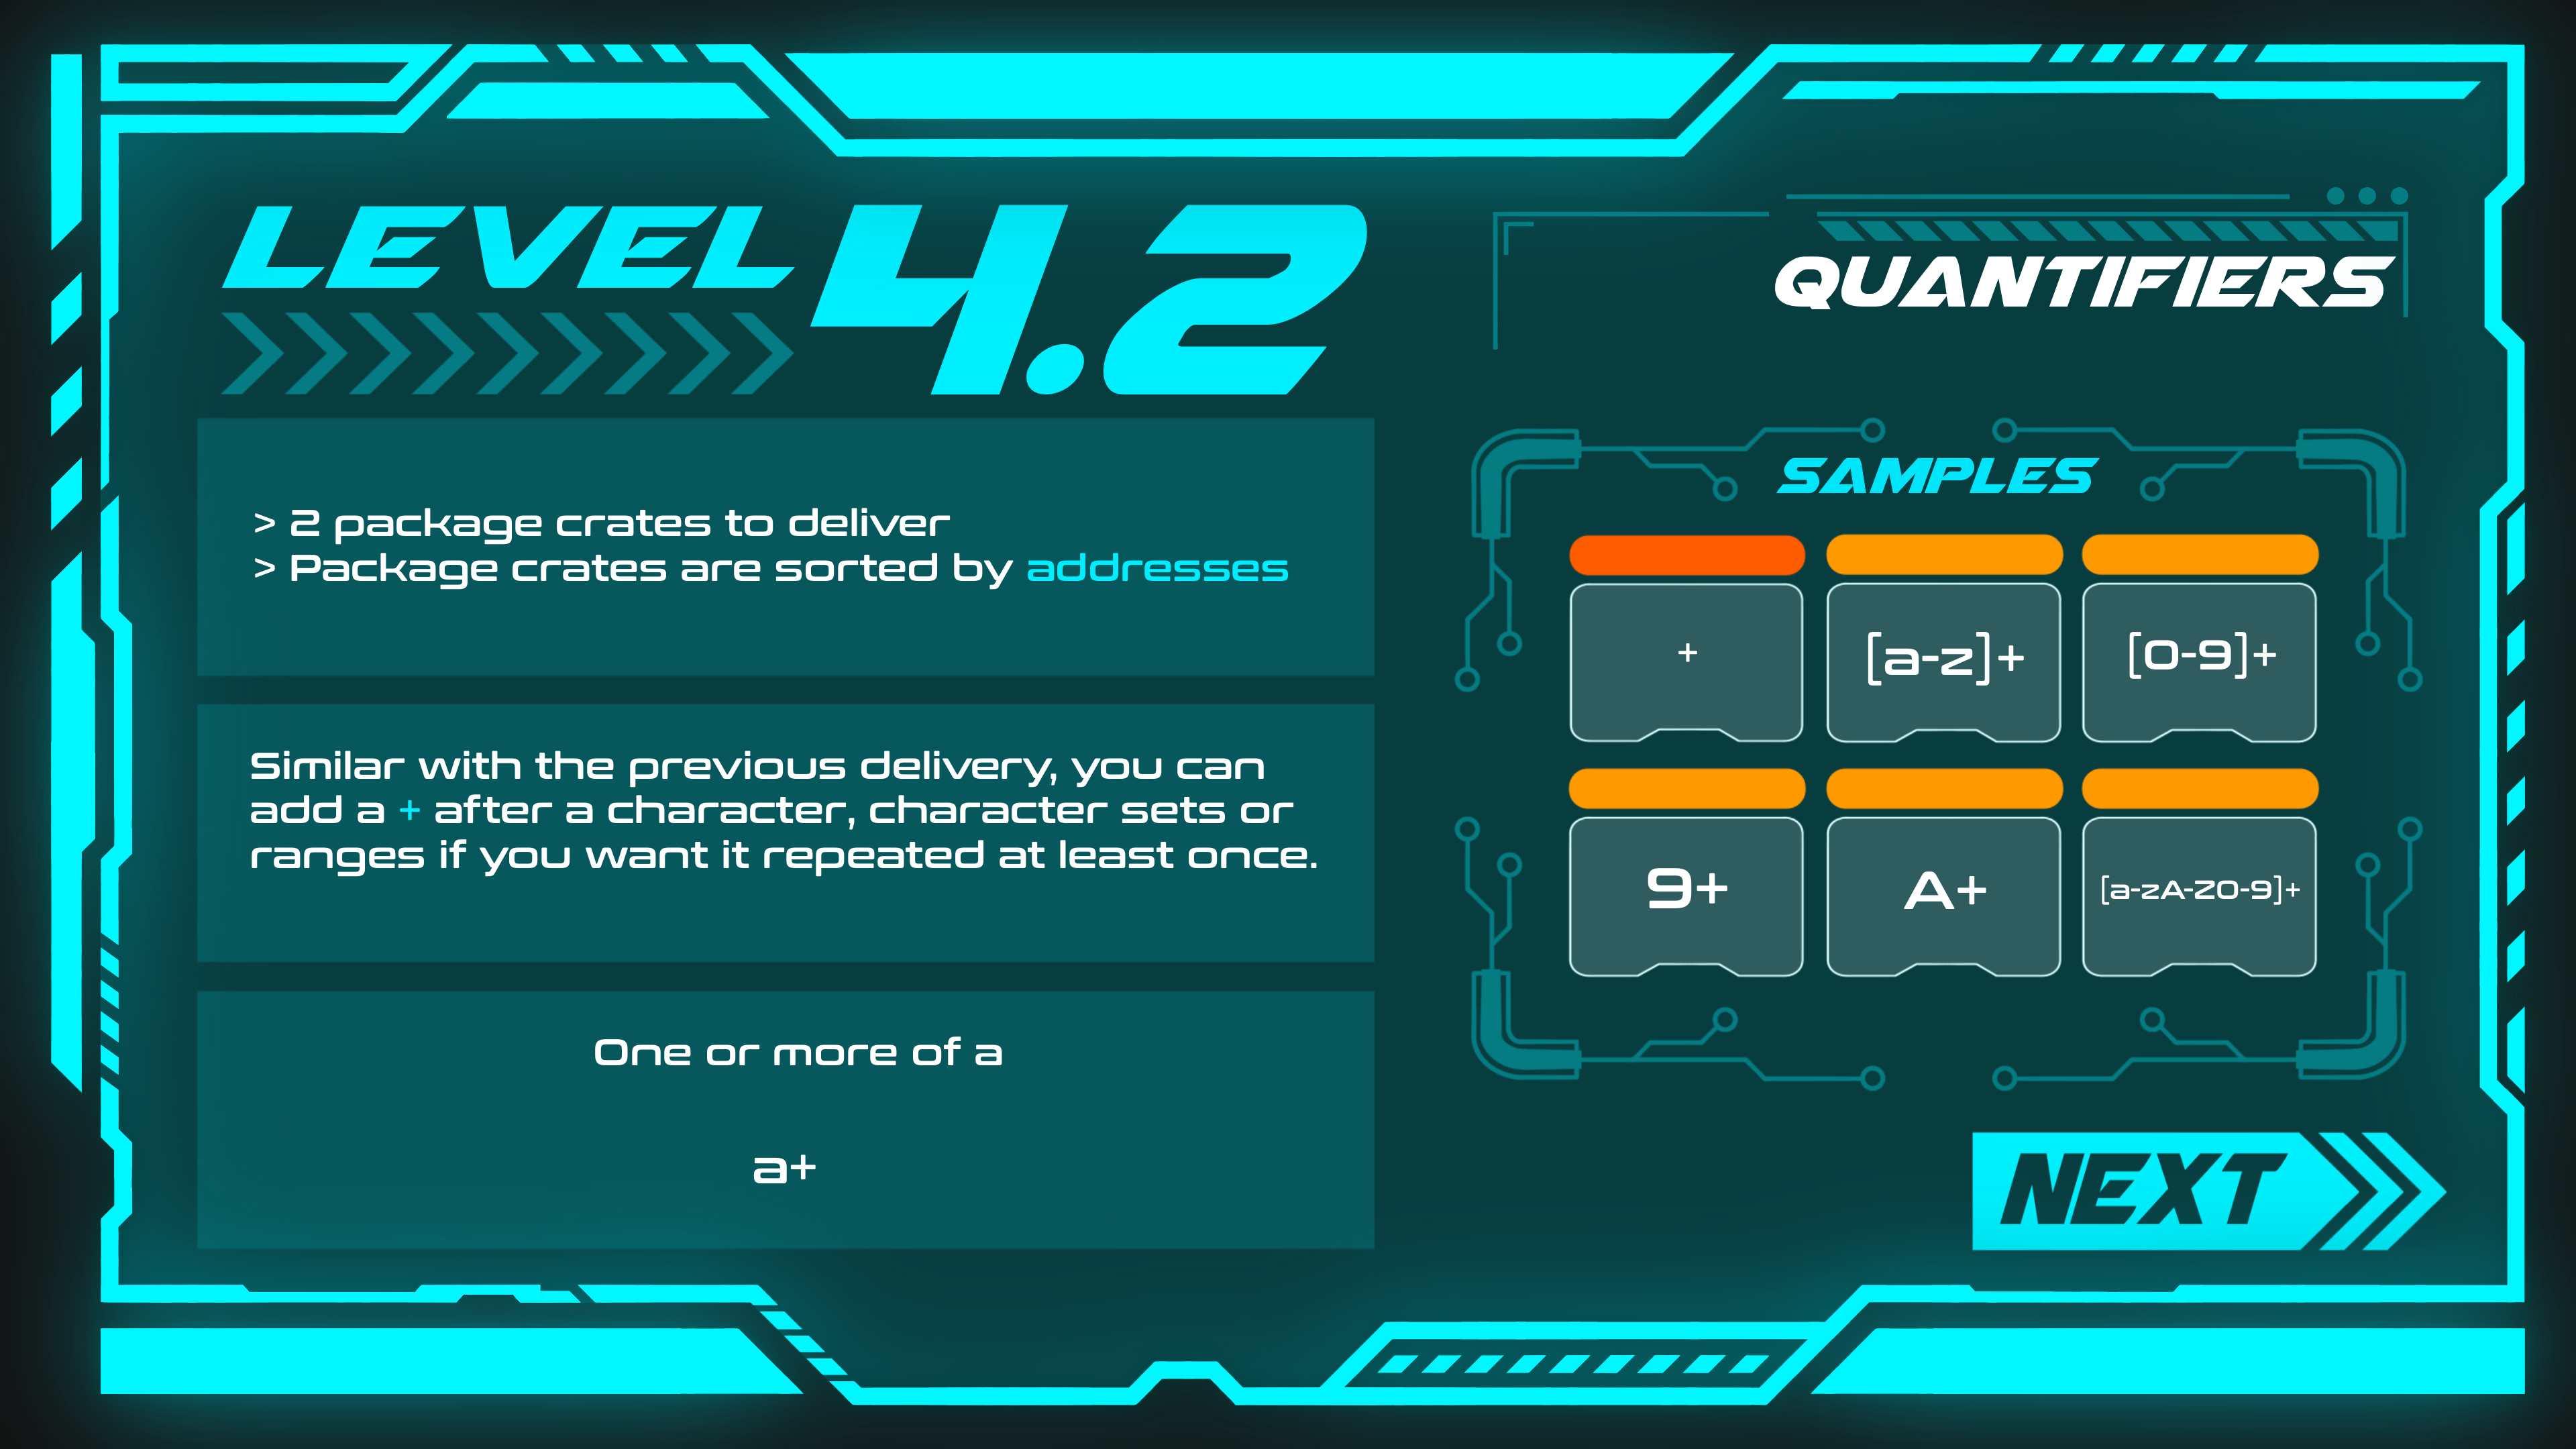 LEVEL 4.2
QUANTIFIERS
> 2 package crates to deliver
> Package crates are sorted by addresses
Similar with the previous delivery, you can
add a + after a character, character sets or
ranges if you want it repeated at least once.
One or more of a
a+
SAMPLES
+ [a-z]+ [0-9]+
9+ A+ [a-zA-Z0-9]+
NEXT